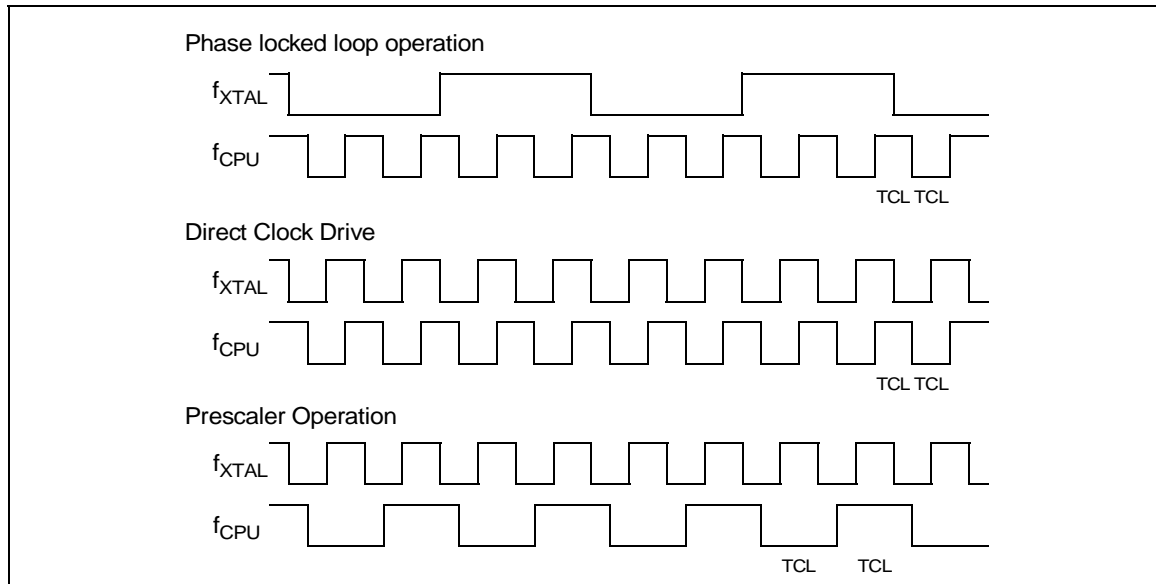 Phase locked loop operation
fXTAL
fCPU
TCL TCL
Direct Clock Drive
fXTAL
fCPU
TCL TCL
Prescaler Operation
fXTAL
fCPU
TCL TCL